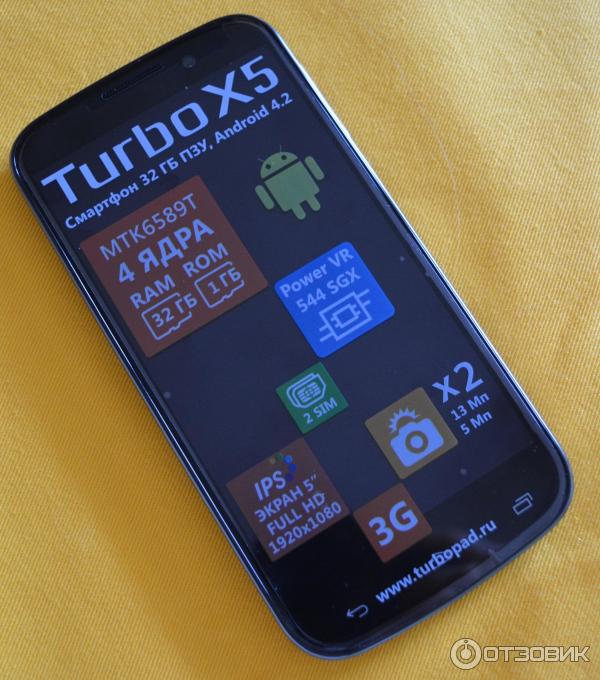 Turbo X5
Смартфон 32 ГБ ПЗУ, Android 4.2
MTK6589T
4 ЯДРА
RAM ROM
32 ГБ 1 ГБ
Power VR
544 SGX
2 SIM
x2
13 Мп
5 Мп
IPS
ЭКРАН 5"
FULL HD
1920x1080
3G
www.turbopad.ru
ОТЗОВИК